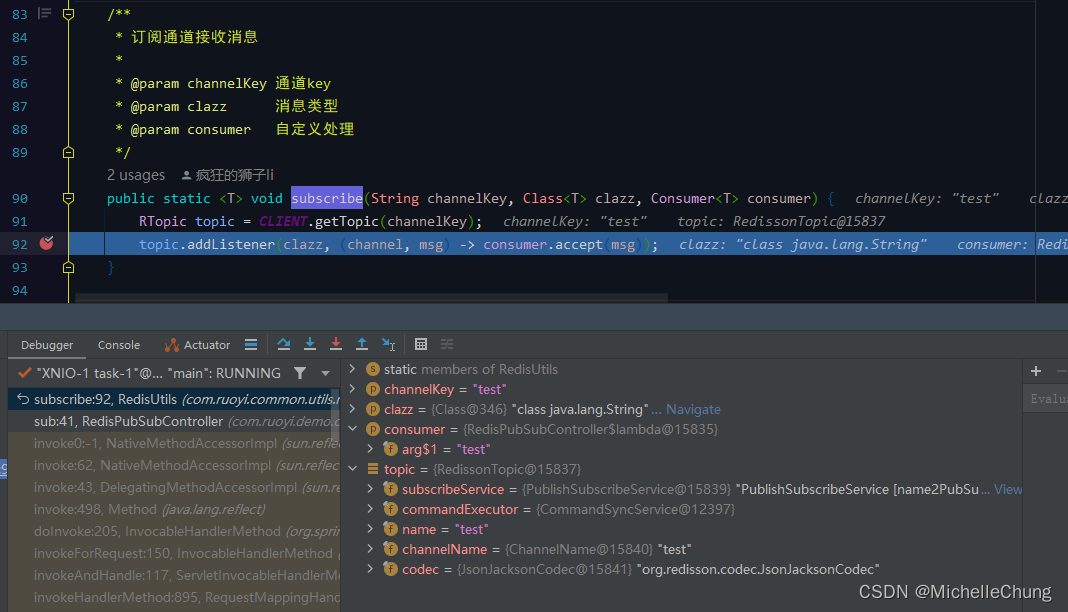 83 /**
84 * 订阅通道接收消息
85 *
86 * @param channelKey 通道key
87 * @param clazz 消息类型
88 * @param consumer 自定义处理
89 */
2 usages 疯狂的狮子li
90 public static <T> void subscribe(String channelKey, Class<T> clazz, Consumer<T> consumer) { channelKey: "test" clazz
91 RTopic topic = CLIENT.getTopic(channelKey); channelKey: "test" topic: RedissonTopic@15837
92 topic.addListener(clazz, (channel, msg) -> consumer.accept(msg)); clazz: "class java.lang.String" consumer: Redi
93 }
94
Debugger Console Actuator
"XNIO-1 task-1"@... "main": RUNNING
subscribe:92, RedisUtils (com.ruoyi.common.utils.r
sub:41, RedisPubSubController (com.ruoyi.demo.c
invoke0:-1, NativeMethodAccessorImpl (sun.reflec
invoke:62, NativeMethodAccessorImpl (sun.reflec
invoke:43, DelegatingMethodAccessorImpl (sun.re
invoke:498, Method (java.lang.reflect)
doInvoke:205, InvocableHandlerMethod (org.sprin
invokeForRequest:150, InvocableHandlerMethod (
invokeAndHandle:117, ServletInvocableHandlerM
invokeHandlerMethod:895, RequestMappingHand
s static members of RedisUtils
p channelKey = "test"
p clazz = {Class@346} "class java.lang.String" ... Navigate
p consumer = {RedisPubSubController$lambda@15835}
f arg$1 = "test"
topic = {RedissonTopic@15837}
f subscribeService = {PublishSubscribeService@15839} "PublishSubscribeService [name2PubSu... View
f commandExecutor = {CommandSyncService@12397}
f name = "test"
f channelName = {ChannelName@15840} "test"
f codec = {JsonJacksonCodec@15841} "org.redisson.codec.JsonJacksonCodec"
Evalu
CSDN @MichelleChung